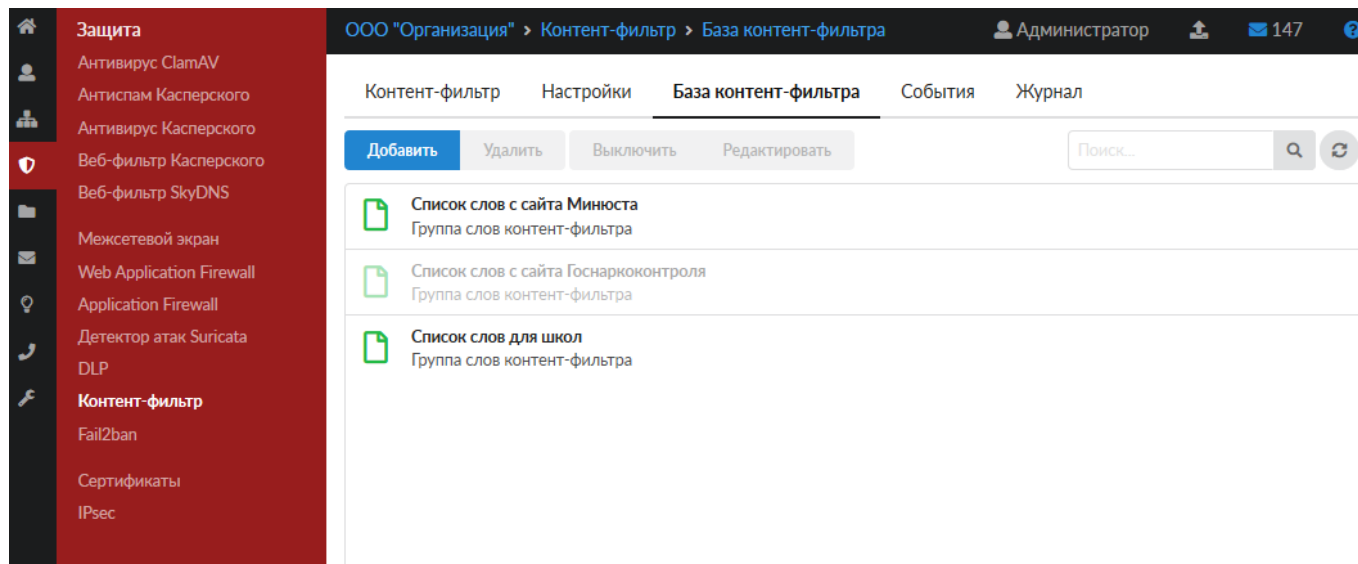 Защита
Антивирус ClamAV
Антиспам Касперского
Антивирус Касперского
Веб-фильтр Касперского
Веб-фильтр SkyDNS
Межсетевой экран
Web Application Firewall
Application Firewall
Детектор атак Suricata
DLP
Контент-фильтр
Fail2ban
Сертификаты
IPsec
ООО "Организация" > Контент-фильтр > База контент-фильтра Администратор 147
Контент-фильтр Настройки База контент-фильтра События Журнал
Добавить Удалить Выключить Редактировать Поиск...
Список слов с сайта Минюста
Группа слов контент-фильтра
Список слов с сайта Госнаркоконтроля
Группа слов контент-фильтра
Список слов для школ
Группа слов контент-фильтра